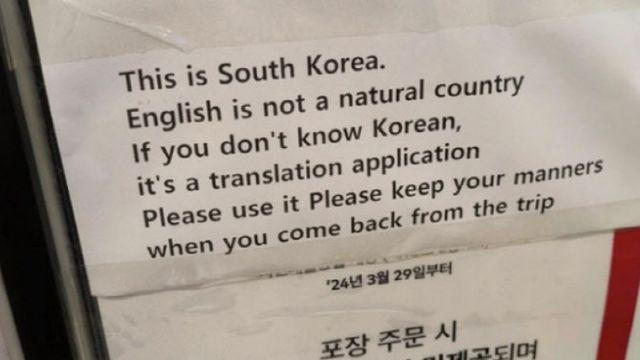 This is South Korea.
English is not a natural country
If you don't know Korean,
it's a translation application
Please use it Please keep your manners
when you come back from the trip
'24년 3월 29일부터
포장 주문 시